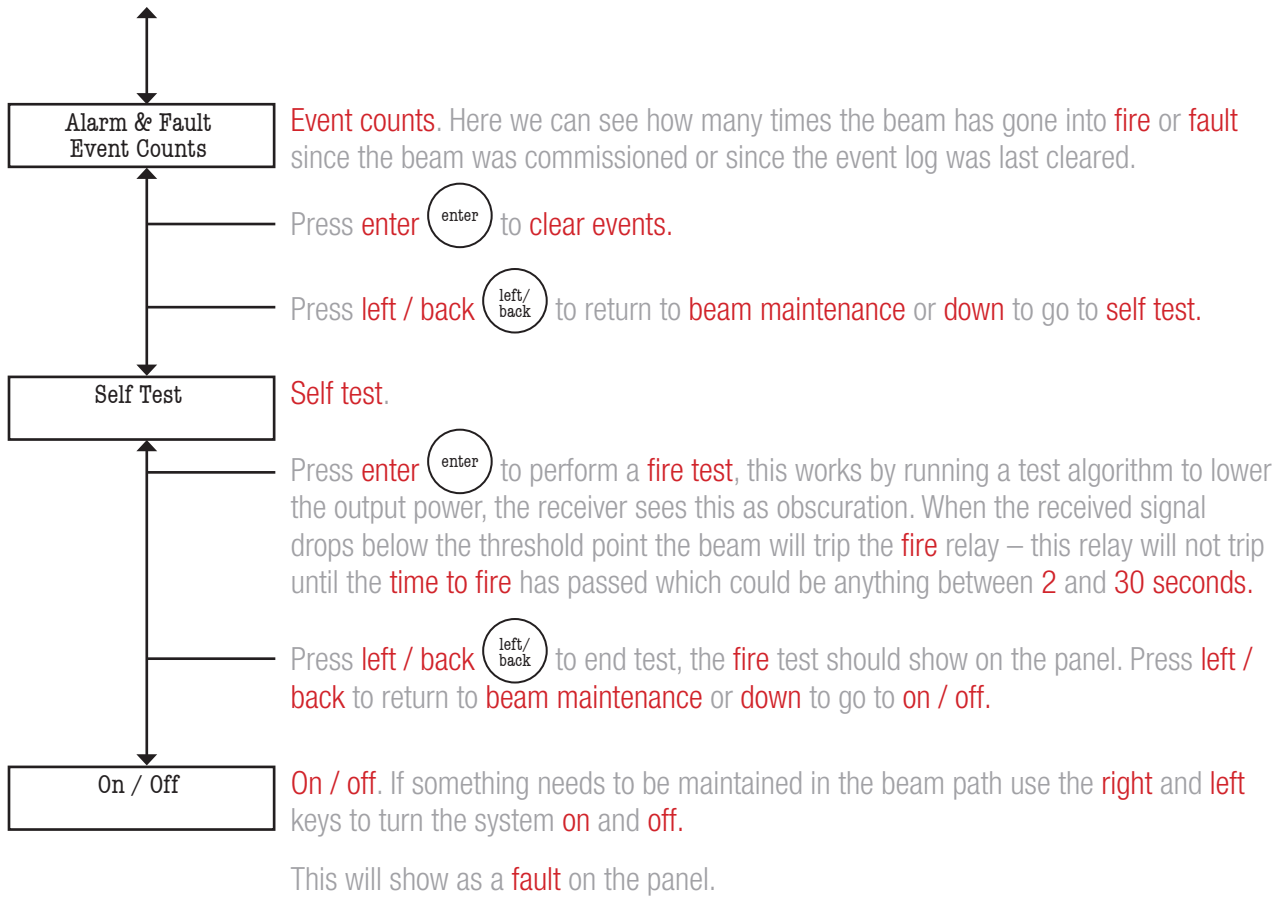 Alarm & Fault
Event Counts
Event counts. Here we can see how many times the beam has gone into fire or fault
since the beam was commissioned or since the event log was last cleared.
Press enter enter to clear events.
Press left / back left/ back to return to beam maintenance or down to go to self test.
Self Test
Self test.
Press enter enter to perform a fire test, this works by running a test algorithm to lower
the output power, the receiver sees this as obscuration. When the received signal
drops below the threshold point the beam will trip the fire relay – this relay will not trip
until the time to fire has passed which could be anything between 2 and 30 seconds.
Press left / back left/ back to end test, the fire test should show on the panel. Press left /
back to return to beam maintenance or down to go to on / off.
On / Off
On / off. If something needs to be maintained in the beam path use the right and left
keys to turn the system on and off.
This will show as a fault on the panel.